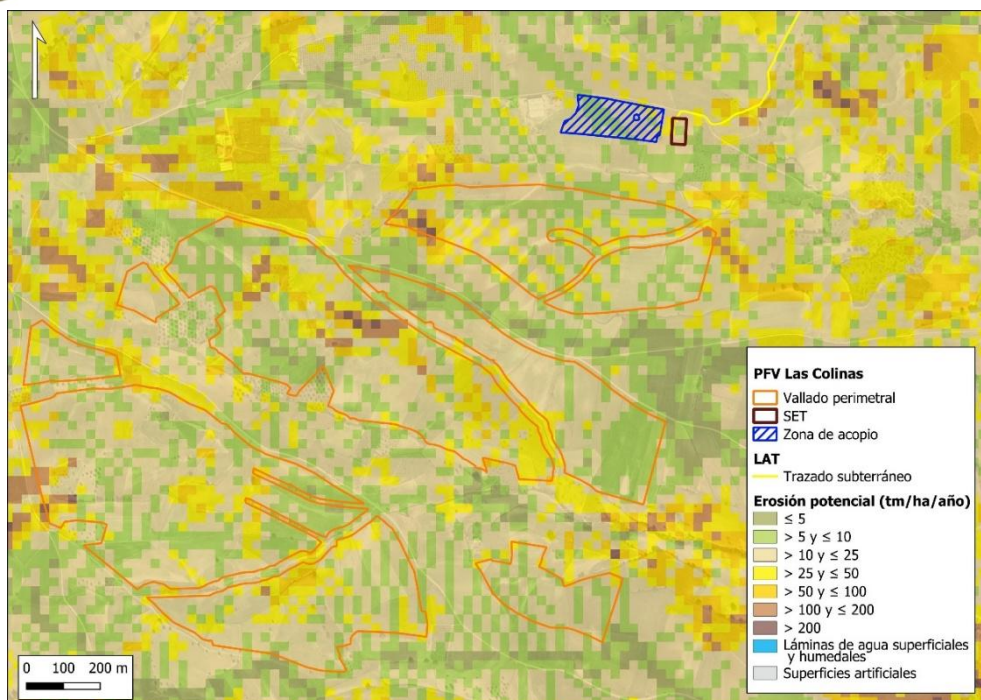 PFV Las Colinas
Vallado perimetral
SET
Zona de acopio
LAT
Trazado subterráneo
Erosión potencial (tm/ha/año)
≤ 5
> 5 y ≤ 10
> 10 y ≤ 25
> 25 y ≤ 50
> 50 y ≤ 100
> 100 y ≤ 200
> 200
Láminas de agua superficiales
y humedales
Superficies artificiales
0 100 200 m